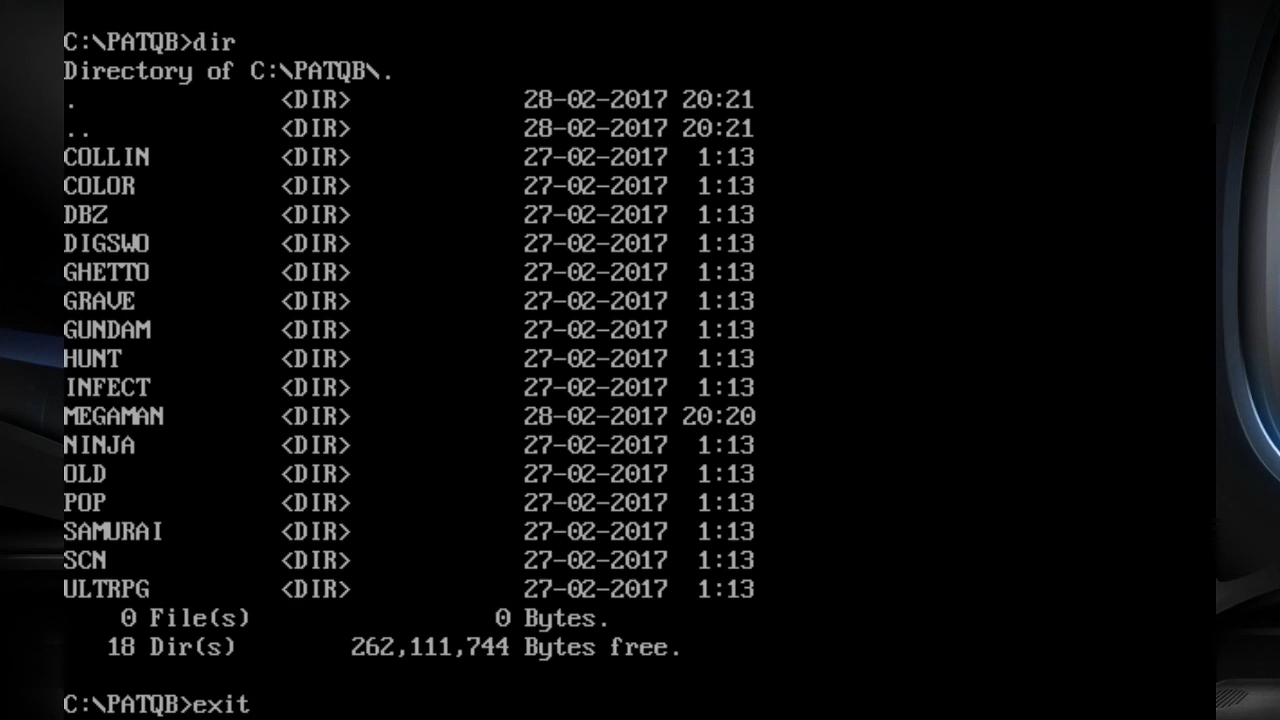 C:\PATQB>dir
Directory of C:\PATQB\.
. <DIR> 28-02-2017 20:21
.. <DIR> 28-02-2017 20:21
COLLIN <DIR> 27-02-2017 1:13
COLOR <DIR> 27-02-2017 1:13
DBZ <DIR> 27-02-2017 1:13
DIGSWO <DIR> 27-02-2017 1:13
GHETTO <DIR> 27-02-2017 1:13
GRAVE <DIR> 27-02-2017 1:13
GUNDAM <DIR> 27-02-2017 1:13
HUNT <DIR> 27-02-2017 1:13
INFECT <DIR> 27-02-2017 1:13
MEGAMAN <DIR> 28-02-2017 20:20
NINJA <DIR> 27-02-2017 1:13
OLD <DIR> 27-02-2017 1:13
POP <DIR> 27-02-2017 1:13
SAMURAI <DIR> 27-02-2017 1:13
SCN <DIR> 27-02-2017 1:13
ULTRPG <DIR> 27-02-2017 1:13
0 File(s) 0 Bytes.
18 Dir(s) 262,111,744 Bytes free.
C:\PATQB>exit